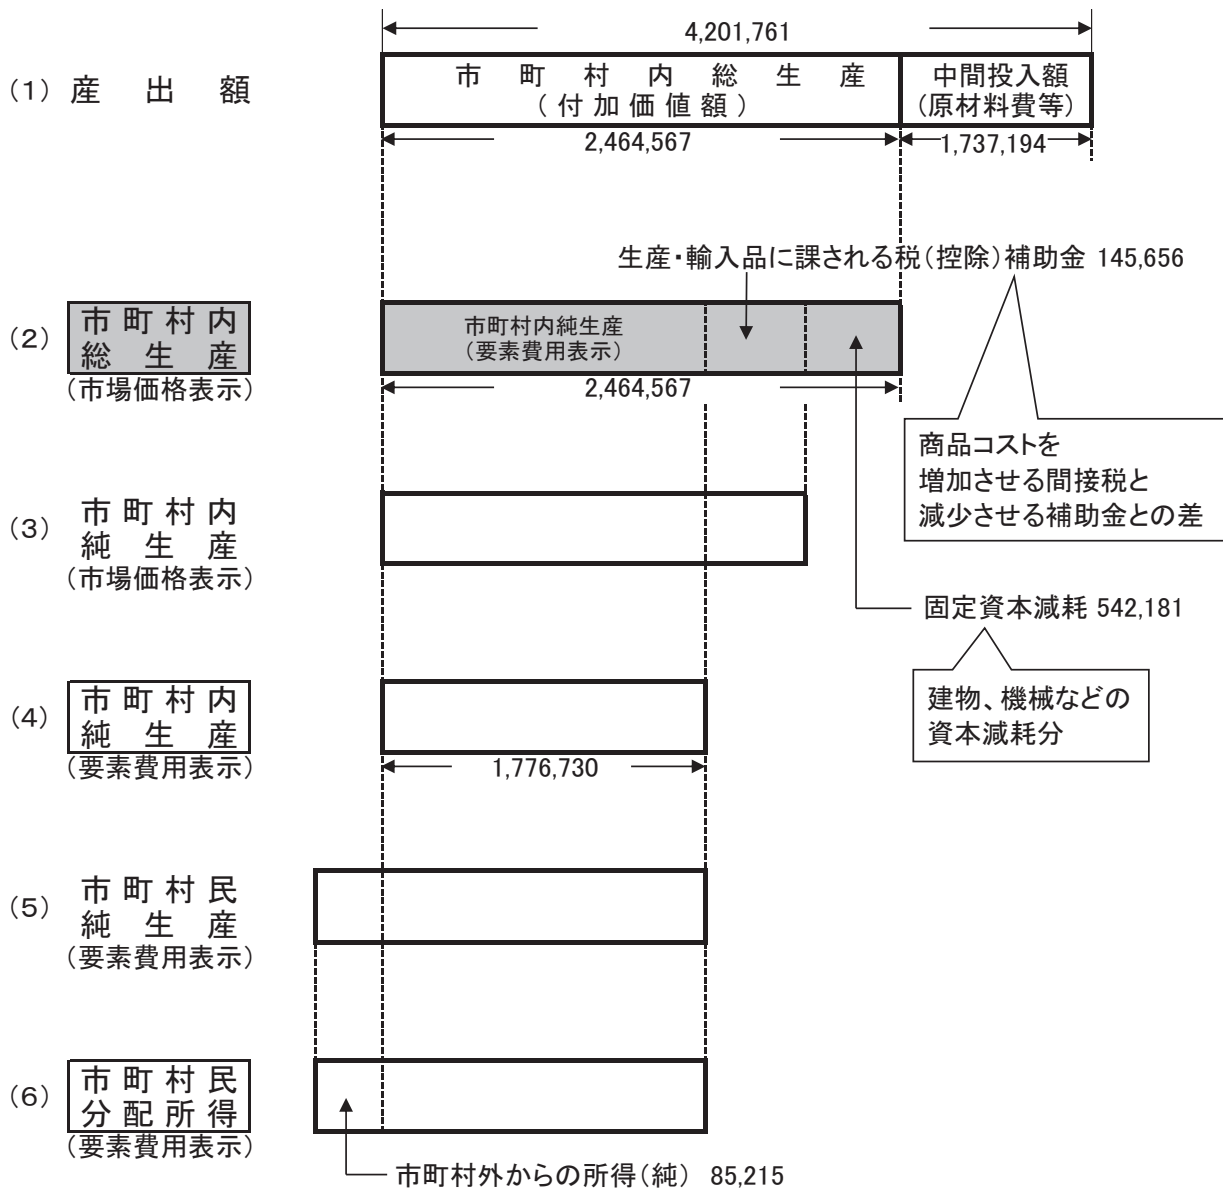 4,201,761
(1) 産出額
市町村内総生産
(付加価値額)
中間投入額
(原材料費等)
2,464,567
1,737,194
生産・輸入品に課される税(控除)補助金 145,656
(2)
市町村内
総生産
(市場価格表示)
市町村内純生産
(要素費用表示)
2,464,567
商品コストを
増加させる間接税と
減少させる補助金との差
(3)
市町村内
純生産
(市場価格表示)
固定資本減耗 542,181
建物、機械などの
資本減耗分
(4)
市町村内
純生産
(要素費用表示)
1,776,730
(5)
市町村民
純生産
(要素費用表示)
(6)
市町村民
分配所得
(要素費用表示)
市町村外からの所得(純) 85,215